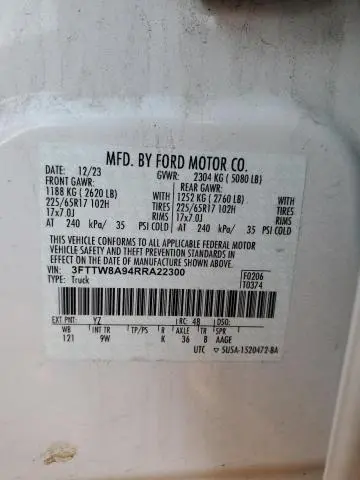 MFD. BY FORD MOTOR CO.
DATE: 12/23 GVWR: 2304 KG ( 5080 LB)
FRONT GAWR: REAR GAWR:
1188 KG ( 2620 LB) WITH 1252 KG ( 2760 LB) WITH
225/65R17 102H TIRES 225/65R17 102H TIRES
17x7.0J RIMS 17x7.0J RIMS
AT 240 kPa/ 35 PSI COLD AT 240 kPa/ 35 PSI COLD
THIS VEHICLE CONFORMS TO ALL APPLICABLE FEDERAL MOTOR
VEHICLE SAFETY AND THEFT PREVENTION STANDARDS IN
EFFECT ON THE DATE OF MANUFACTURE SHOWN ABOVE.
VIN: 3FTTW8A94RRA22300 F0206
TYPE: Truck T0374
EXT PNT: YZ RC: 48 DSO:
WB INT TR TP/PS R AXLE TR SPR
121 9W K 36 8 AAGE
UTC ▽ 5U5A-1520472-BA